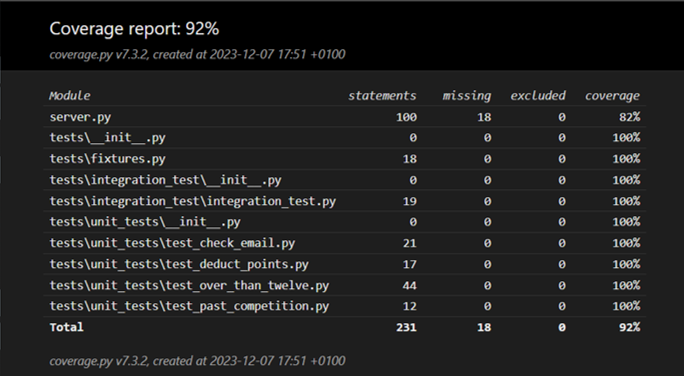 Coverage report: 92%
coverage.py v7.3.2, created at 2023-12-07 17:51 +0100
Module statements missing excluded coverage
server.py 100 18 0 82%
tests\__init__.py 0 0 0 100%
tests\fixtures.py 18 0 0 100%
tests\integration_test\__init__.py 0 0 0 100%
tests\integration_test\integration_test.py 19 0 0 100%
tests\unit_tests\__init__.py 0 0 0 100%
tests\unit_tests\test_check_email.py 21 0 0 100%
tests\unit_tests\test_deduct_points.py 17 0 0 100%
tests\unit_tests\test_over_than_twelve.py 44 0 0 100%
tests\unit_tests\test_past_competition.py 12 0 0 100%
Total 231 18 0 92%
coverage.py v7.3.2, created at 2023-12-07 17:51 +0100